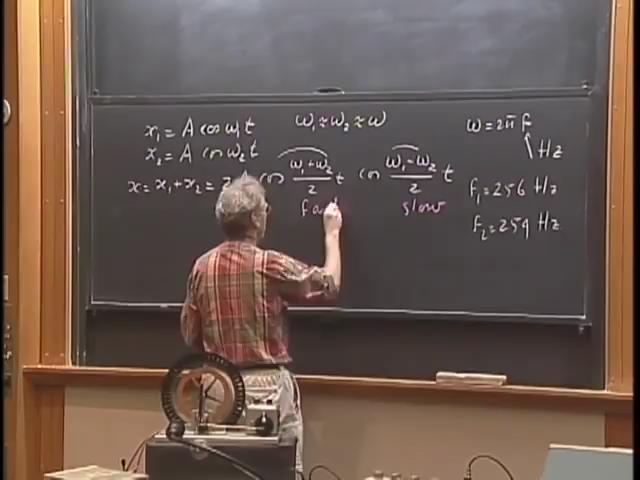 x₁ = A cos ω₁t
ω₁ ≈ ω₂ ≈ ω
ω = 2π f
Hz
x₂ = A cos ω₂t
x = x₁ + x₂ = 2 cos (ω₁+ω₂)/2 t cos (ω₁-ω₂)/2 t
slow
f₁ = 256 Hz
f₂ = 254 Hz